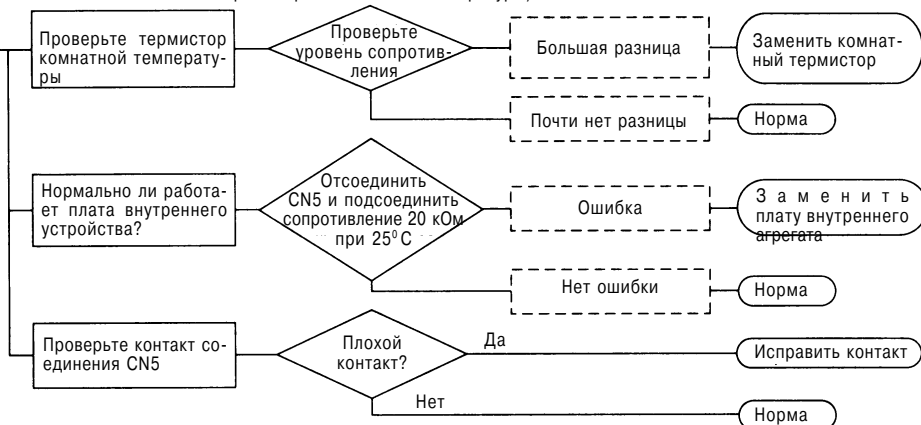 Проверьте термистор
комнатной температу-
ры
Проверьте
уровень сопротив-
ления
Большая разница
Заменить комнат-
ный термистор
Почти нет разницы
Норма
Нормально ли работа-
ет плата внутреннего
устройства?
Отсоединить
CN5 и подсоединить
сопротивление 20 кОм
при 25⁰ C
Ошибка
Заменить
плату внутреннего
агрегата
Нет ошибки
Норма
Проверьте контакт со-
единения CN5
Плохой
контакт?
Да
Исправить контакт
Нет
Норма